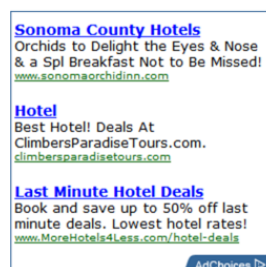 Sonoma County Hotels
Orchids to Delight the Eyes & Nose
& a Spl Breakfast Not to Be Missed!
www.sonomaorchidinn.com
Hotel
Best Hotel! Deals At
ClimbersParadiseTours.com.
climbersparadisetours.com
Last Minute Hotel Deals
Book and save up to 50% off last
minute deals. Lowest hotel rates!
www.MoreHotels4Less.com/hotel-deals
AdChoices